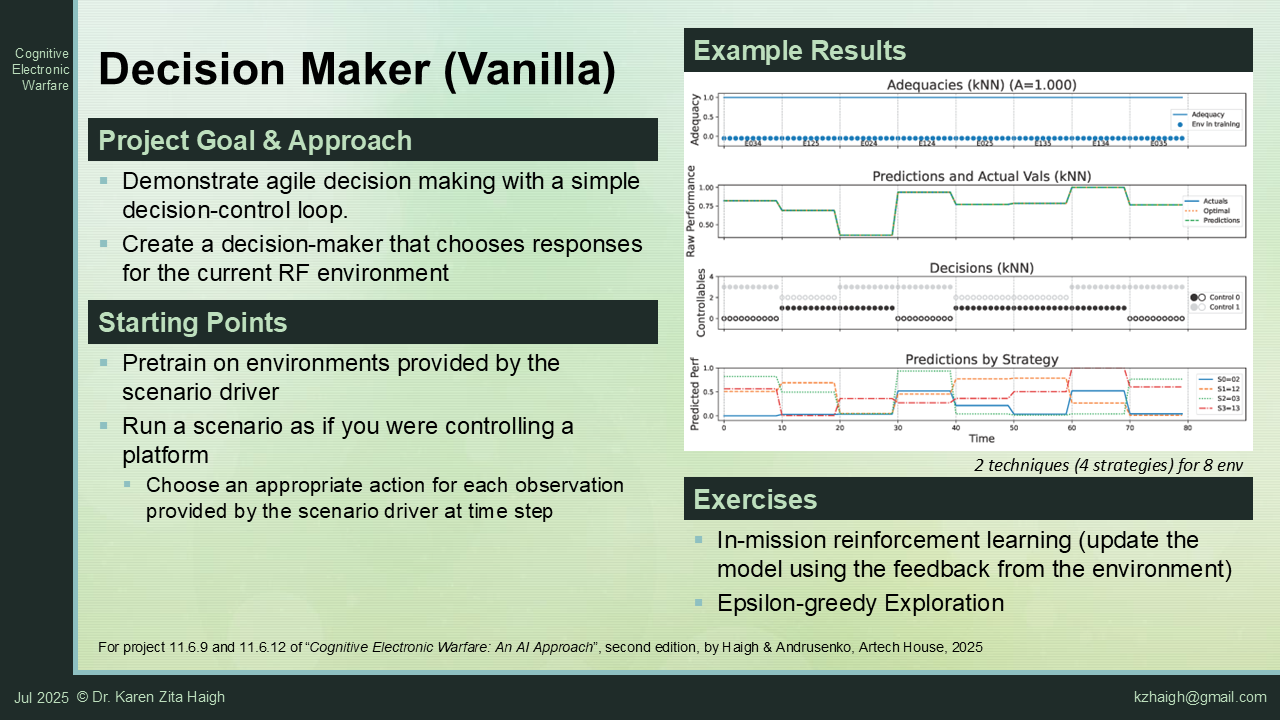 Cognitive
Electronic
Warfare
Decision Maker (Vanilla)
Project Goal & Approach
Demonstrate agile decision making with a simple
decision-control loop.
Create a decision-maker that chooses responses
for the current RF environment
Starting Points
Pretrain on environments provided by the
scenario driver
Run a scenario as if you were controlling a
platform
Choose an appropriate action for each observation
provided by the scenario driver at time step
Example Results
Adequacies (kNN) (A=1.000)
Adequacy
1.0
0.5
0.0
Adequacy
Env in training
E034 E125 E024 E124 E025 E135 E134 E035
Predictions and Actual Vals (kNN)
Raw Performance
1.00
0.75
0.50
Actuals
Optimal
Predictions
Decisions (kNN)
Controllables
4
2
0
Control 0
Control 1
Predictions by Strategy
Predicted Perf
1.0
0.5
0.0
S0=02
S1=12
S2=03
S3=13
0 10 20 30 40 50 60 70 80
Time
2 techniques (4 strategies) for 8 env
Exercises
In-mission reinforcement learning (update the
model using the feedback from the environment)
Epsilon-greedy Exploration
For project 11.6.9 and 11.6.12 of “Cognitive Electronic Warfare: An AI Approach”, second edition, by Haigh & Andrusenko, Artech House, 2025
Jul 2025 © Dr. Karen Zita Haigh
kzhaigh@gmail.com